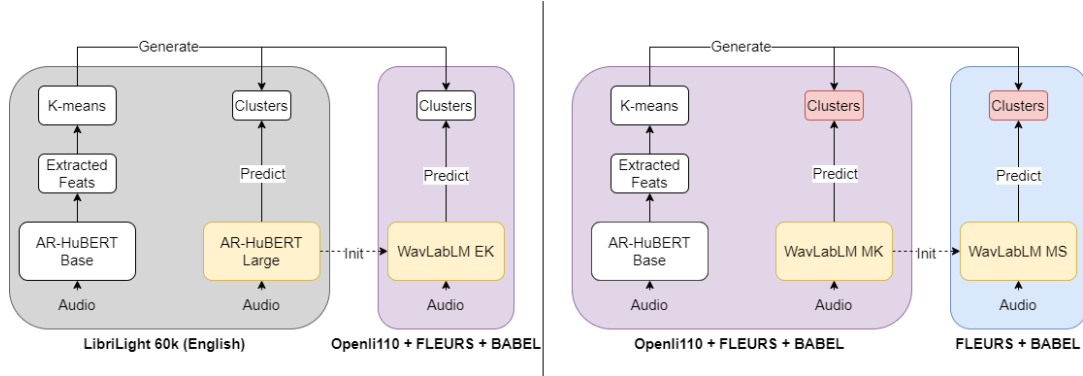 Generate
K-means
Clusters
Clusters
Extracted
Feats
Predict
Predict
AR-HuBERT
Base
AR-HuBERT
Large
Init
WavLabLM EK
Audio
Audio
Audio
LibriLight 60k (English)
Openli110 + FLEURS + BABEL
Generate
K-means
Clusters
Clusters
Extracted
Feats
Predict
Predict
AR-HuBERT
Base
WavLabLM MK
Init
WavLabLM MS
Audio
Audio
Audio
Openli110 + FLEURS + BABEL
FLEURS + BABEL